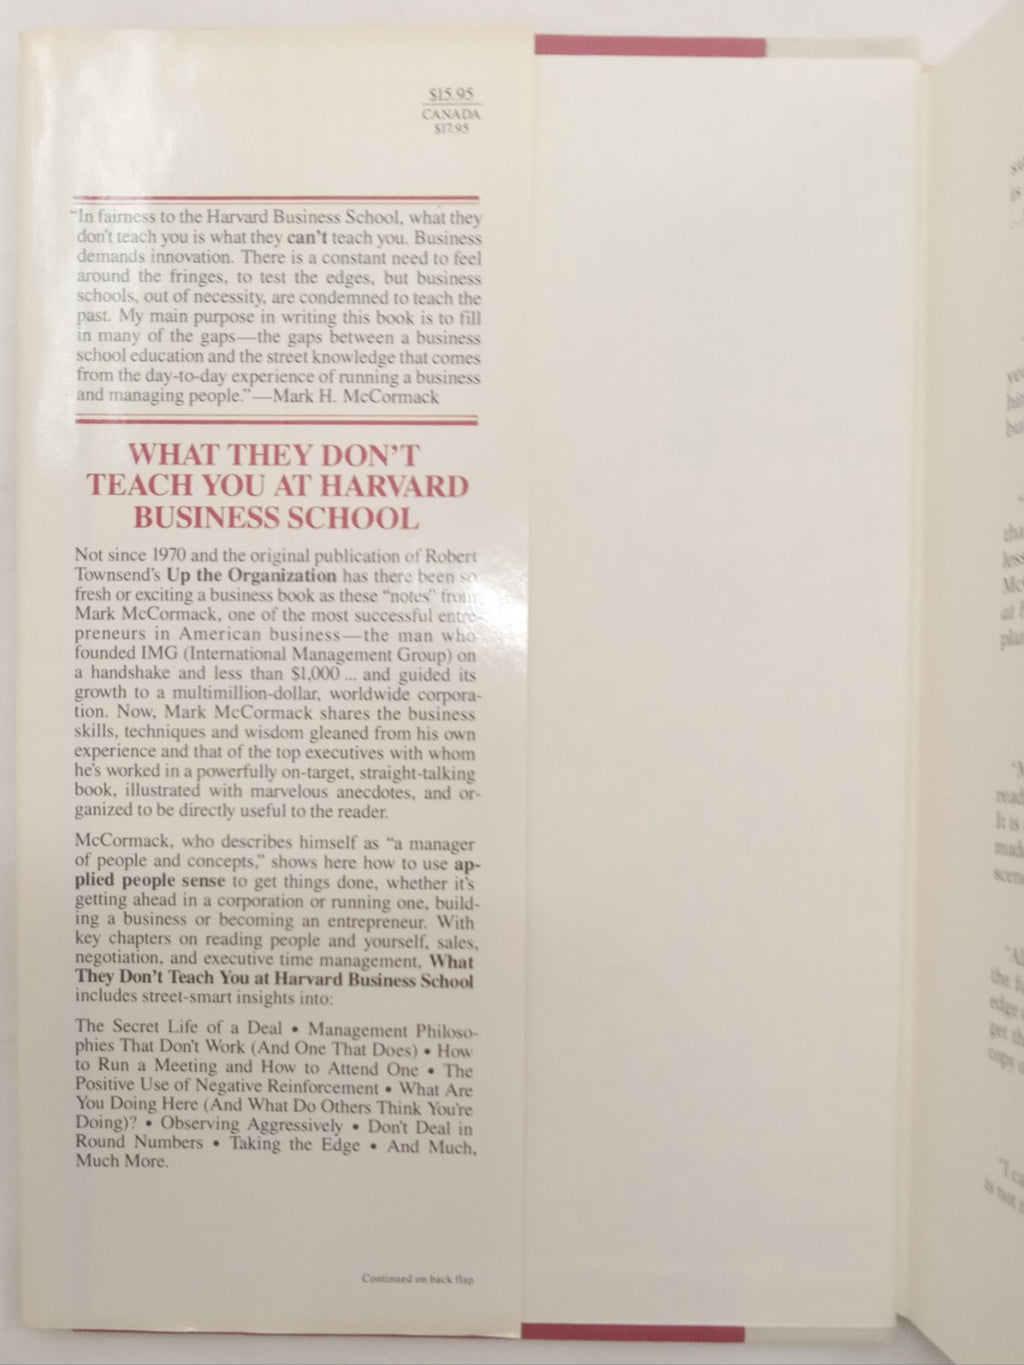 $15.95
CANADA
$17.95
"In fairness to the Harvard Business School, what they
don't teach you is what they can't teach you. Business
demands innovation. There is a constant need to feel
around the fringes, to test the edges, but business
schools, out of necessity, are condemned to teach the
past. My main purpose in writing this book is to fill
in many of the gaps—the gaps between a business
school education and the street knowledge that comes
from the day-to-day experience of running a business
and managing people."—Mark H. McCormack
WHAT THEY DON'T
TEACH YOU AT HARVARD
BUSINESS SCHOOL
Not since 1970 and the original publication of Robert
Townsend's Up the Organization has there been so
fresh or exciting a business book as these "notes" from
Mark McCormack, one of the most successful entre-
preneurs in American business—the man who
founded IMG (International Management Group) on
a handshake and less than $1,000 ... and guided its
growth to a multimillion-dollar, worldwide corpora-
tion. Now, Mark McCormack shares the business
skills, techniques and wisdom gleaned from his own
experience and that of the top executives with whom
he's worked in a powerfully on-target, straight-talking
book, illustrated with marvelous anecdotes, and or-
ganized to be directly useful to the reader.
McCormack, who describes himself as "a manager
of people and concepts," shows here how to use ap-
plied people sense to get things done, whether it's
getting ahead in a corporation or running one, build-
ing a business or becoming an entrepreneur. With
key chapters on reading people and yourself, sales,
negotiation, and executive time management, What
They Don't Teach You at Harvard Business School
includes street-smart insights into:
The Secret Life of a Deal • Management Philoso-
phies That Don't Work (And One That Does) • How
to Run a Meeting and How to Attend One • The
Positive Use of Negative Reinforcement • What Are
You Doing Here (And What Do Others Think You're
Doing)? • Observing Aggressively • Don't Deal in
Round Numbers • Taking the Edge • And Much,
Much More.
Continued on back flap